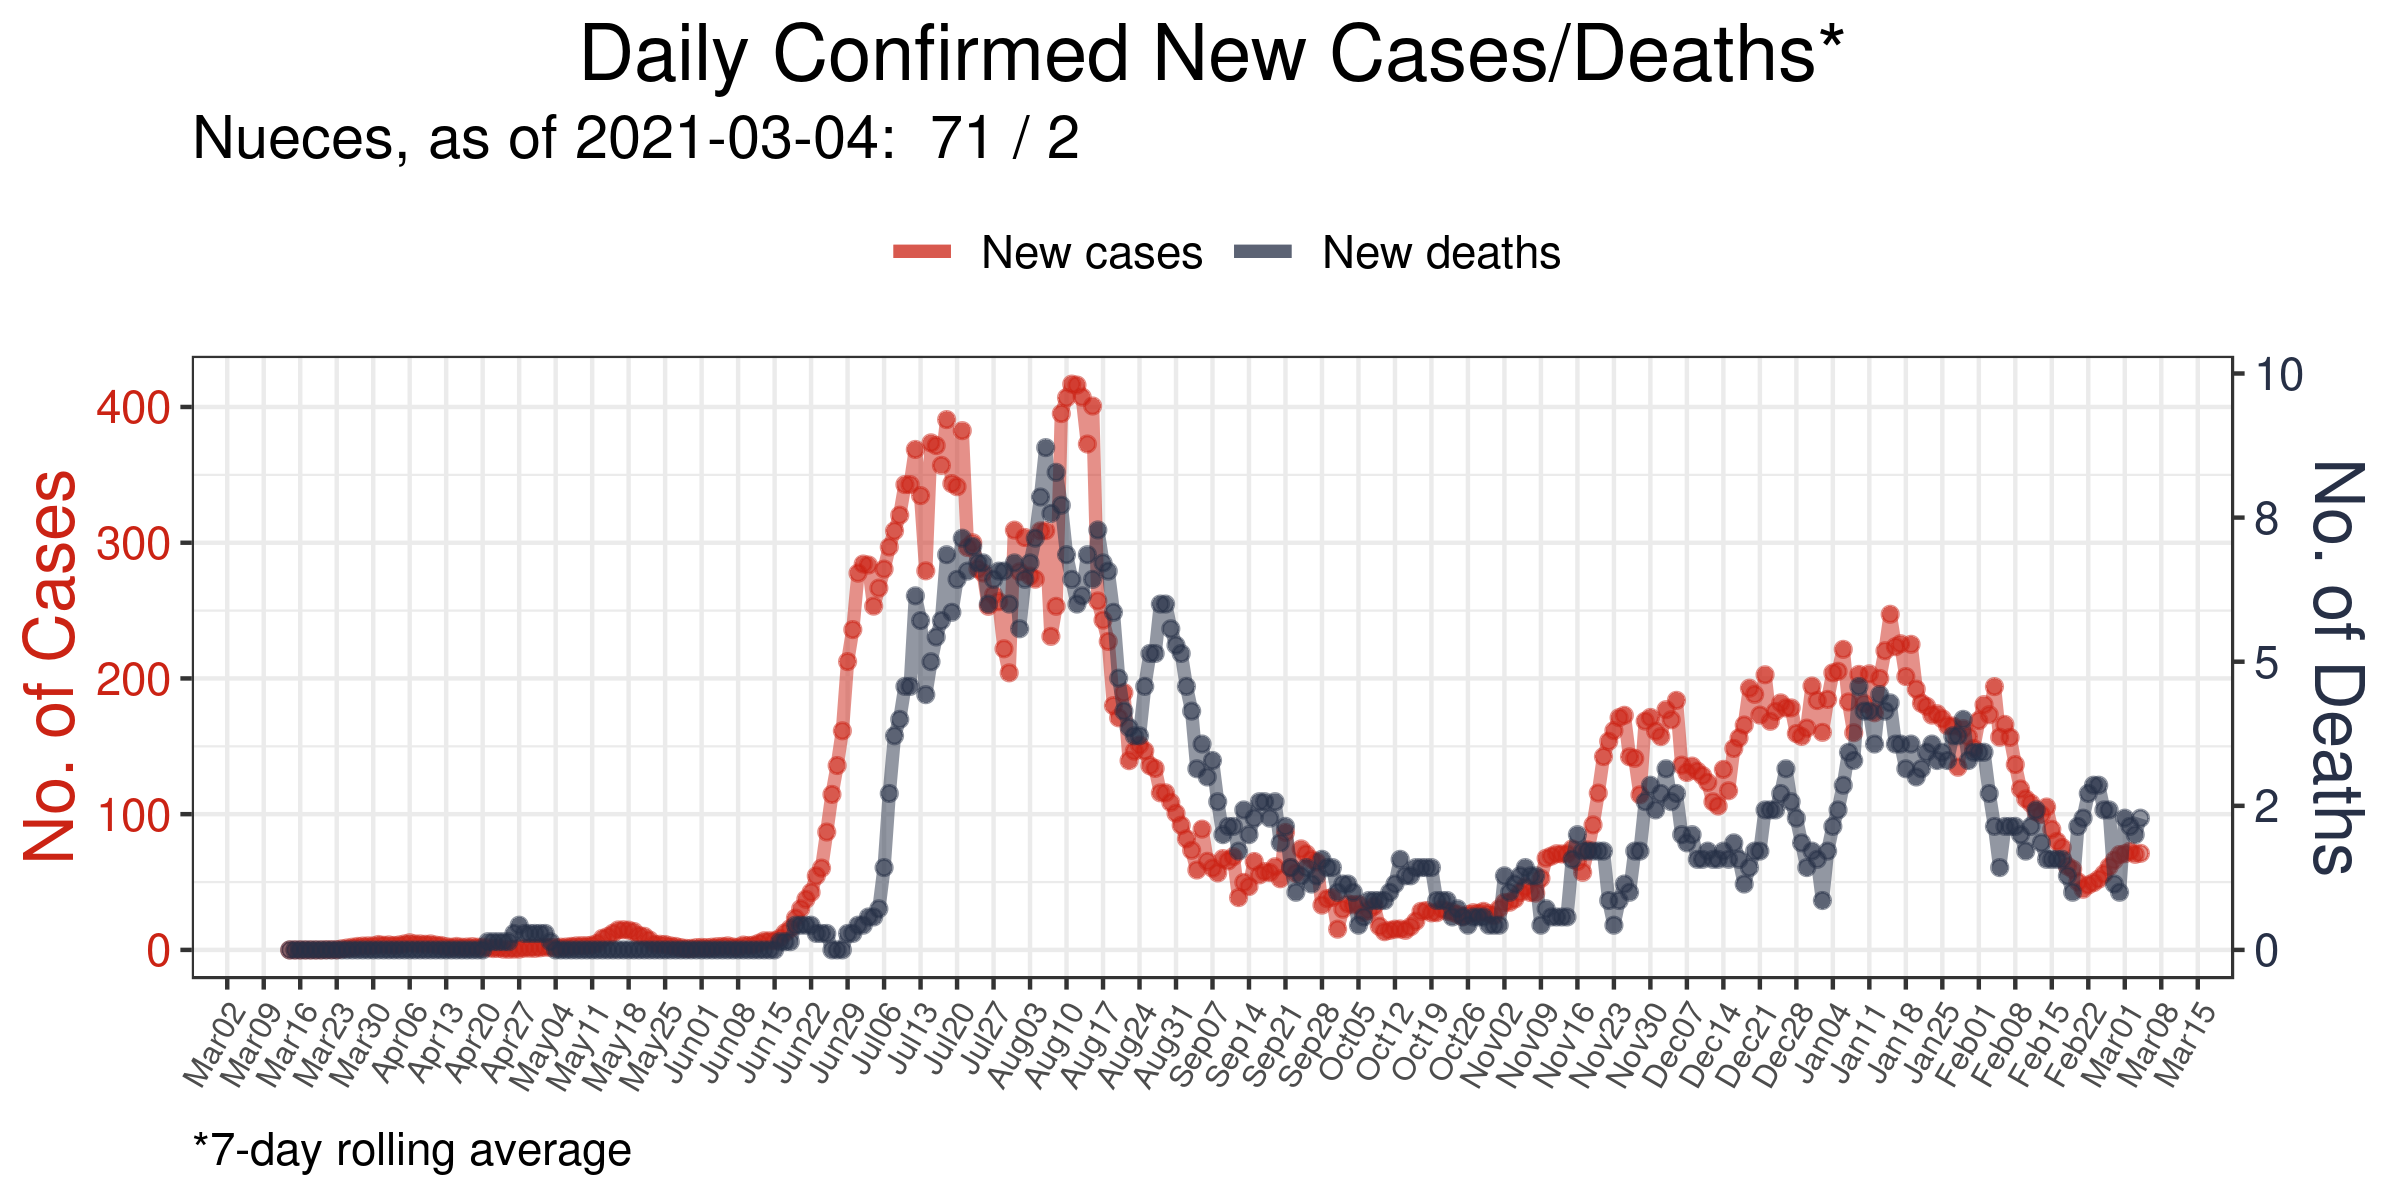 Daily Confirmed New Cases/Deaths*
Nueces, as of 2021-03-04:  71 / 2
New cases
New deaths
No. of Cases
400
300
200
100
0
10
8
5
2
0
No. of Deaths
Mar02
Mar09
Mar16
Mar23
Mar30
Apr06
Apr13
Apr20
Apr27
May04
May11
May18
May25
Jun01
Jun08
Jun15
Jun22
Jun29
Jul06
Jul13
Jul20
Jul27
Aug03
Aug10
Aug17
Aug24
Aug31
Sep07
Sep14
Sep21
Sep28
Oct05
Oct12
Oct19
Oct26
Nov02
Nov09
Nov16
Nov23
Nov30
Dec07
Dec14
Dec21
Dec28
Jan04
Jan11
Jan18
Jan25
Feb01
Feb08
Feb15
Feb22
Mar01
Mar08
Mar15
*7-day rolling average